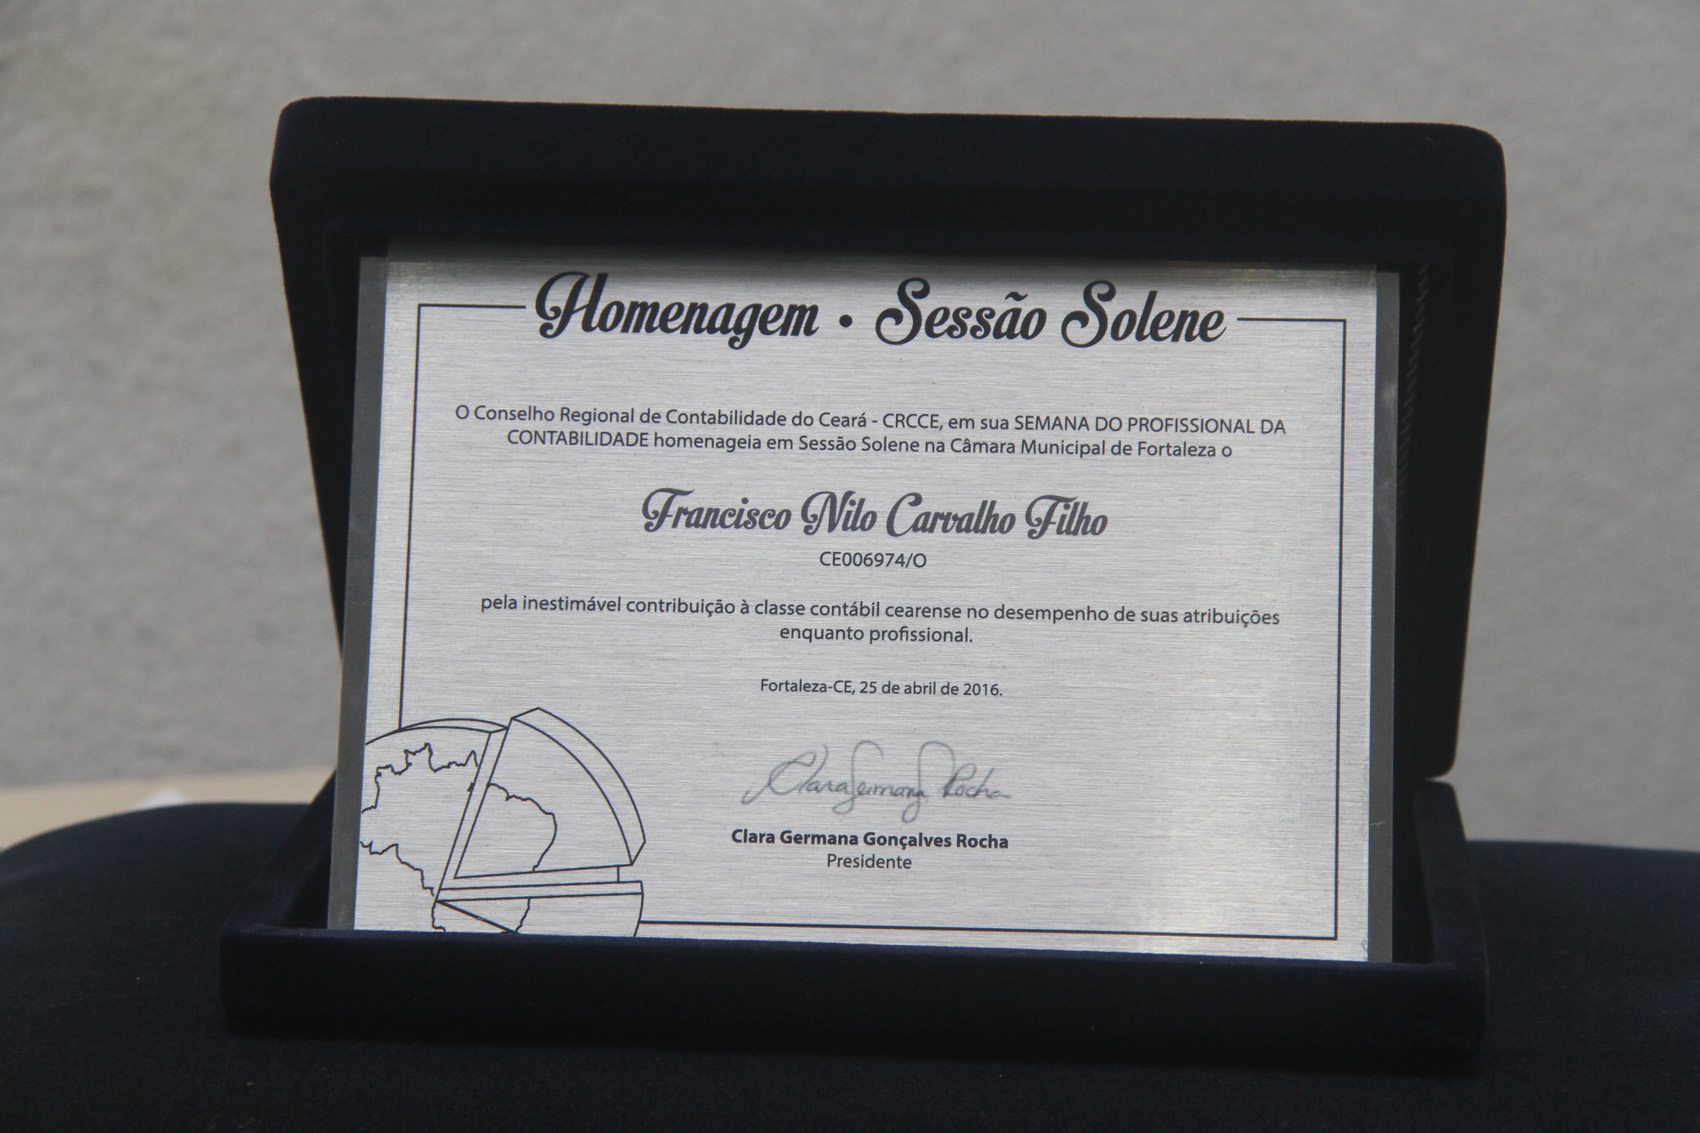 Homenagem • Sessão Solene
O Conselho Regional de Contabilidade do Ceará - CRCCE, em sua SEMANA DO PROFISSIONAL DA
CONTABILIDADE homenageia em Sessão Solene na Câmara Municipal de Fortaleza o
Francisco Nilo Carvalho Filho
CE006974/O
pela inestimável contribuição à classe contábil cearense no desempenho de suas atribuições
enquanto profissional.
Fortaleza-CE, 25 de abril de 2016.
Clara Germana Rocha
Clara Germana Gonçalves Rocha
Presidente